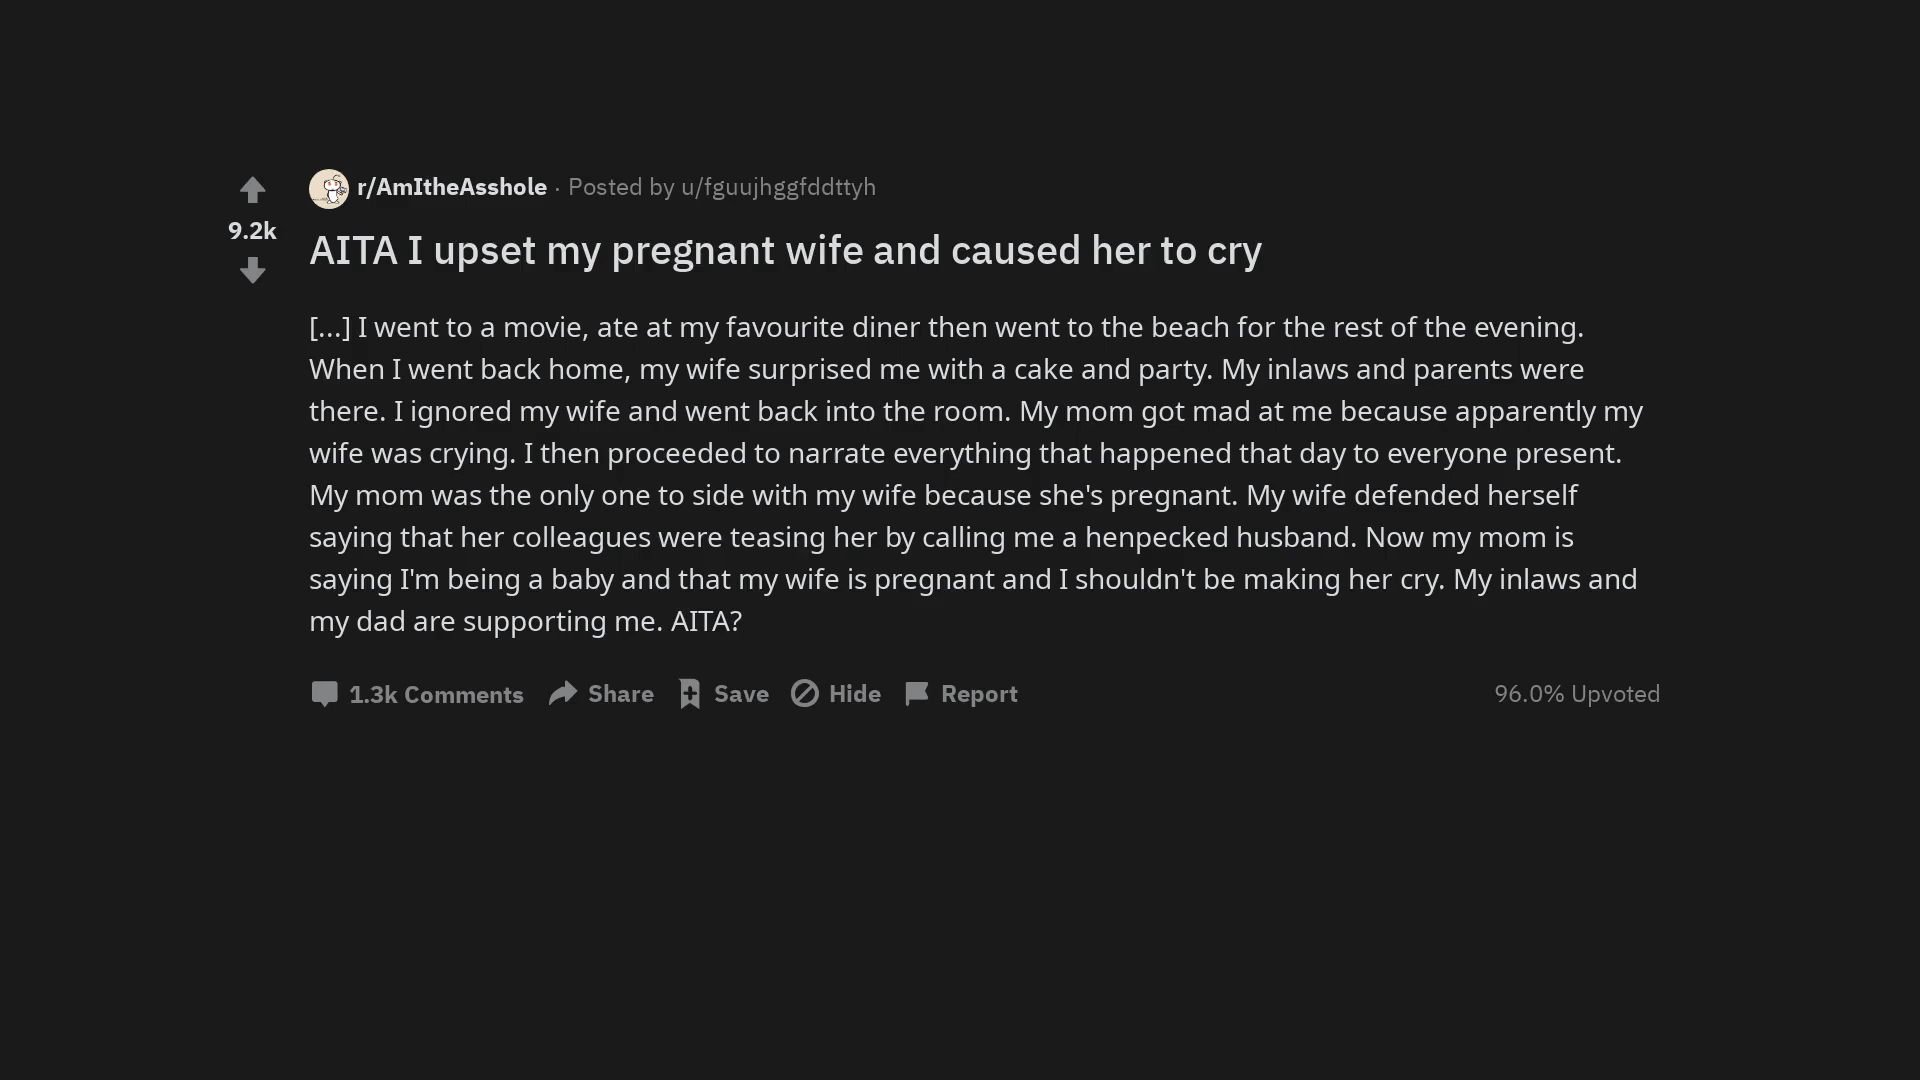 r/AmItheAsshole · Posted by u/fguujhggfddttyh
9.2k
AITA I upset my pregnant wife and caused her to cry
[...] I went to a movie, ate at my favourite diner then went to the beach for the rest of the evening.
When I went back home, my wife surprised me with a cake and party. My inlaws and parents were
there. I ignored my wife and went back into the room. My mom got mad at me because apparently my
wife was crying. I then proceeded to narrate everything that happened that day to everyone present.
My mom was the only one to side with my wife because she's pregnant. My wife defended herself
saying that her colleagues were teasing her by calling me a henpecked husband. Now my mom is
saying I'm being a baby and that my wife is pregnant and I shouldn't be making her cry. My inlaws and
my dad are supporting me. AITA?
1.3k Comments Share Save Hide Report 96.0% Upvoted